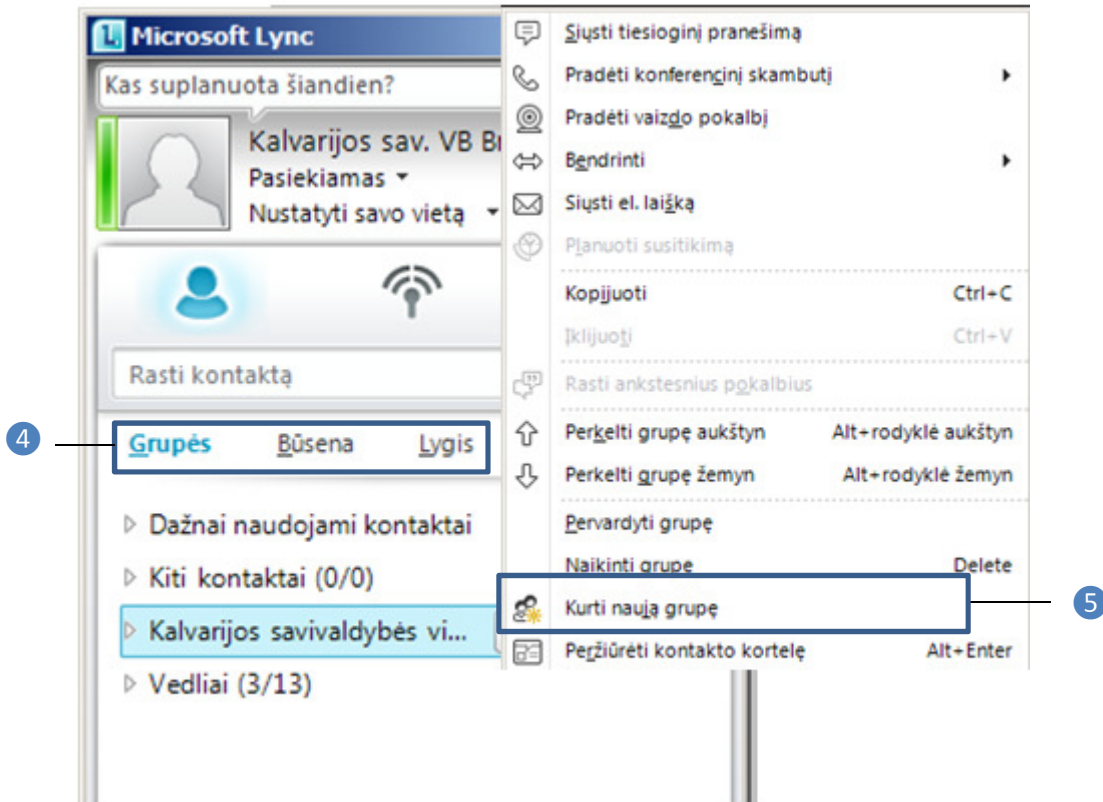 Microsoft Lync
Kas suplanuota šiandien?
Kalvarijos sav. VB
Pasiekiamas
Nustatyti savo vietą
Rasti kontaktą
4
Grupės Būsena Lygis
Dažnai naudojami kontaktai
Kiti kontaktai (0/0)
Kalvarijos savivaldybės vi...
Vedliai (3/13)
Siųsti tiesioginį pranešimą
Pradėti konferencinį skambutį
Pradėti vaizdo pokalbį
Bendrinti
Siųsti el. laišką
Planuoti susitikimą
Kopijuoti Ctrl+C
Įklijuoti Ctrl+V
Rasti ankstesnius pokalbius
Perkelti grupę aukštyn Alt+rodyklė aukštyn
Perkelti grupę žemyn Alt+rodyklė žemyn
Pervardyti grupę
Naikinti grupę Delete
Kurti naują grupę
5
Peržiūrėti kontakto kortelę Alt+Enter